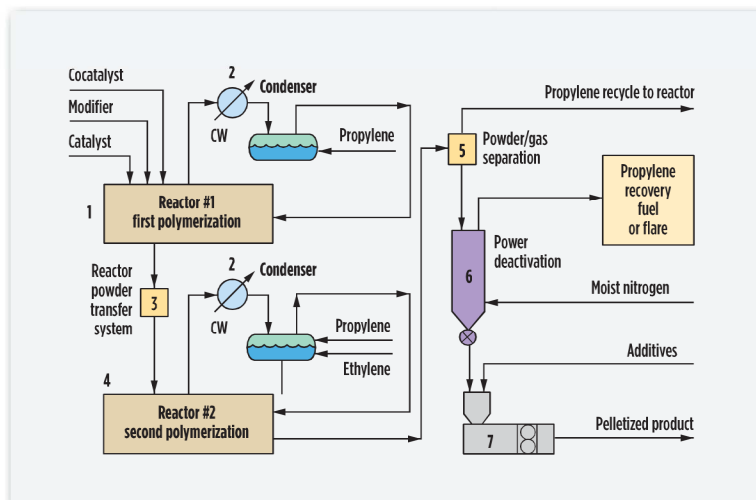 Cocatalyst
Modifier
Catalyst
2
Condenser
CW
Propylene
1
Reactor #1
first polymerization
Reactor
powder
transfer
system
3
2
Condenser
CW
Propylene
Ethylene
4
Reactor #2
second polymerization
Propylene recycle to reactor
5
Powder/gas
separation
Propylene
recovery
fuel
or flare
6
Power
deactivation
Moist nitrogen
Additives
7
Pelletized product